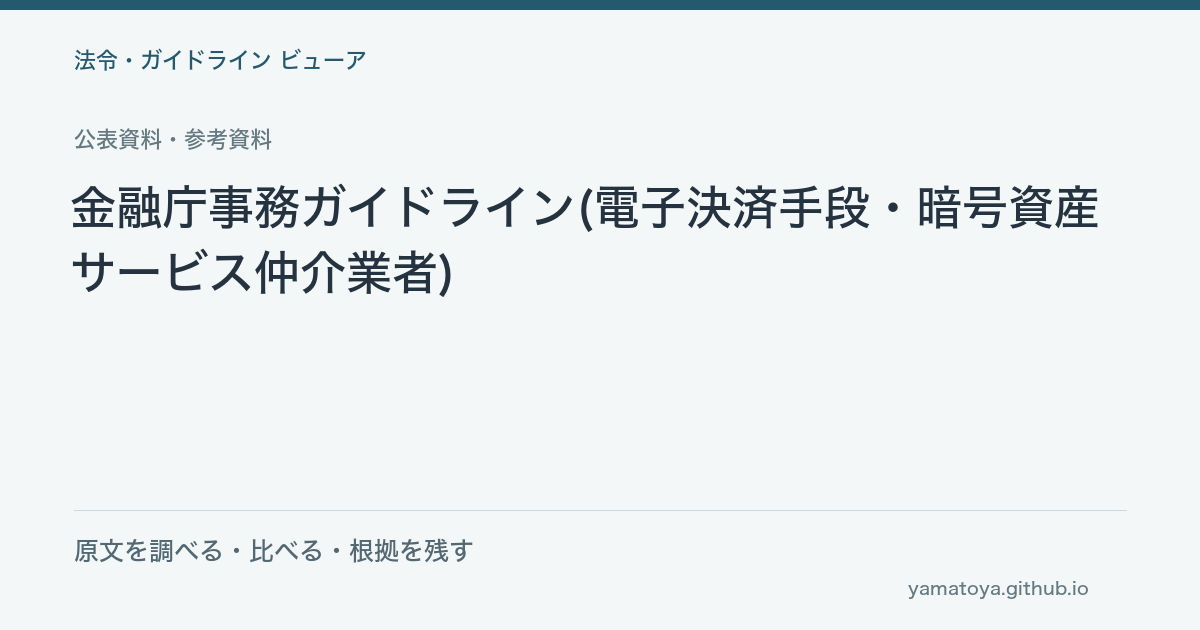 法令・ガイドライン ビューア
公表資料・参考資料
金融庁事務ガイドライン(電子決済手段・暗号資産
サービス仲介業者)
原文を調べる・比べる・根拠を残す
yamatoya.github.io